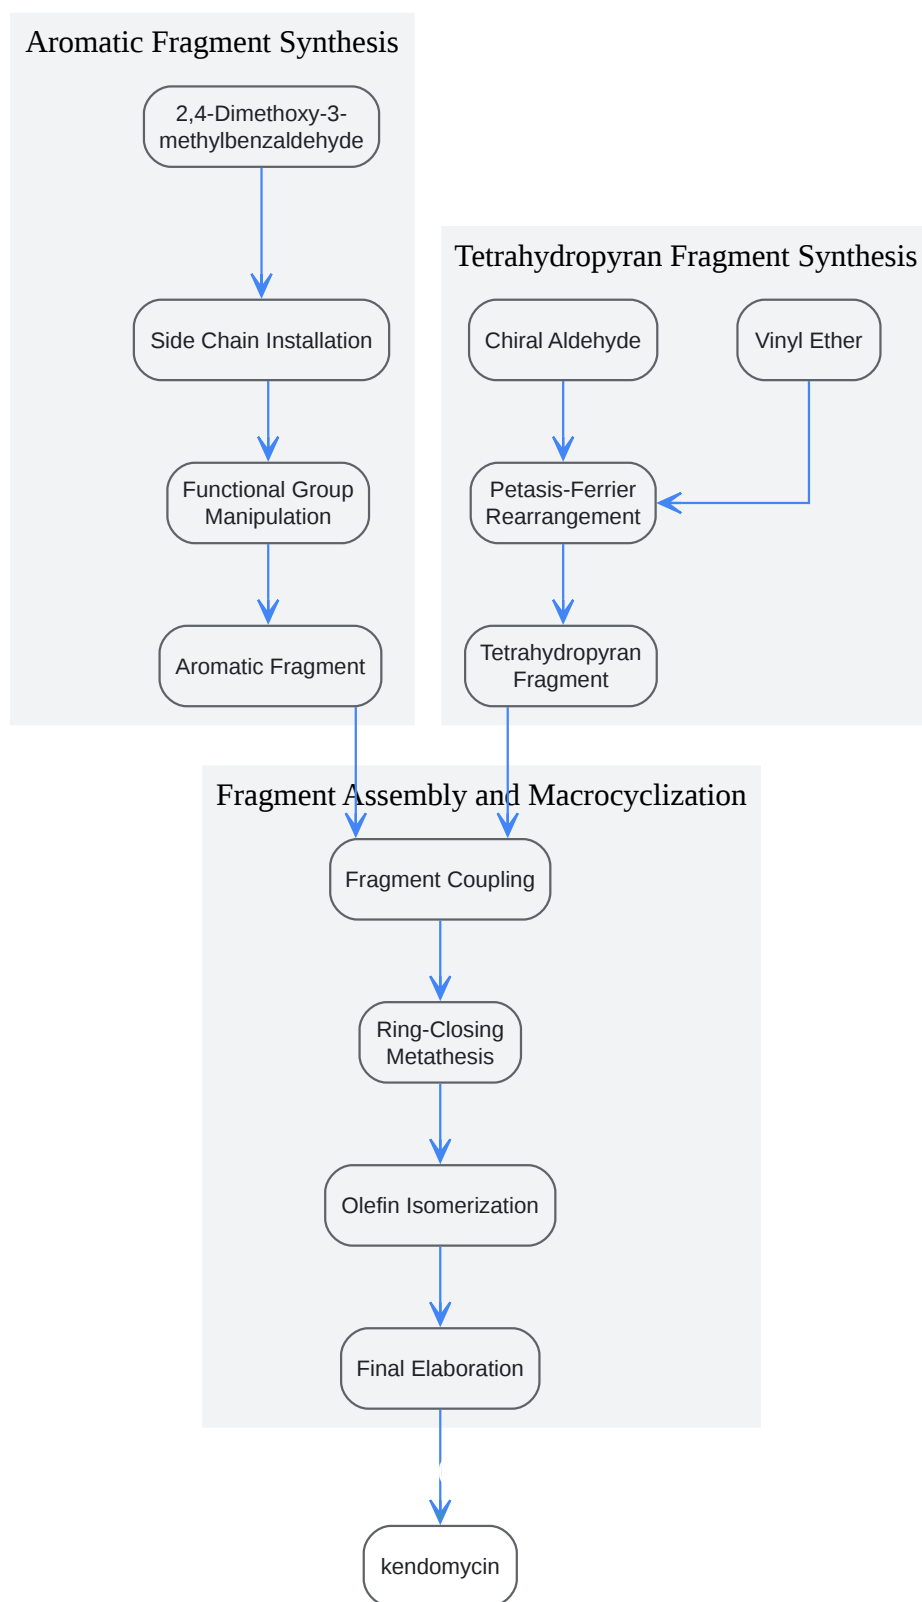 Aromatic Fragment Synthesis
2,4-Dimethoxy-3-
methylbenzaldehyde
Side Chain Installation
Functional Group
Manipulation
Aromatic Fragment
Tetrahydropyran Fragment Synthesis
Chiral Aldehyde
Vinyl Ether
Petasis-Ferrier
Rearrangement
Tetrahydropyran
Fragment
Fragment Assembly and Macrocyclization
Fragment Coupling
Ring-Closing
Metathesis
Olefin Isomerization
Final Elaboration
kendomycin